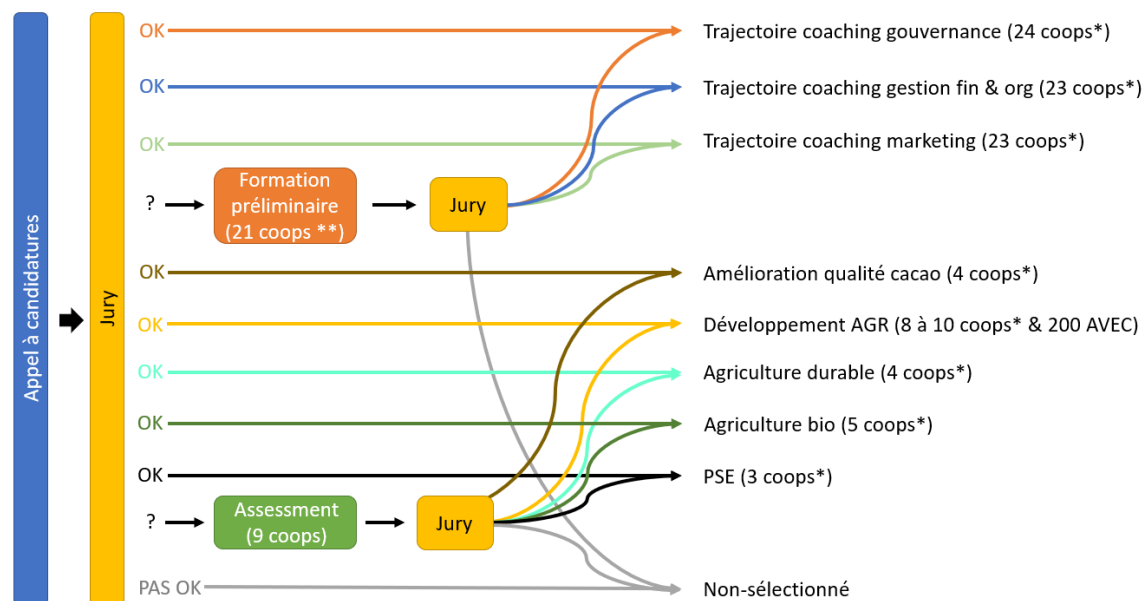 Appel à candidatures
Jury
OK
Trajectoire coaching gouvernance (24 coops*)
OK
Trajectoire coaching gestion fin & org (23 coops*)
OK
Trajectoire coaching marketing (23 coops*)
?
Formation
préliminaire
(21 coops **)
Jury
OK
Amélioration qualité cacao (4 coops*)
OK
Développement AGR (8 à 10 coops* & 200 AVEC)
OK
Agriculture durable (4 coops*)
OK
Agriculture bio (5 coops*)
OK
PSE (3 coops*)
?
Assessment
(9 coops)
Jury
PAS OK
Non-sélectionné